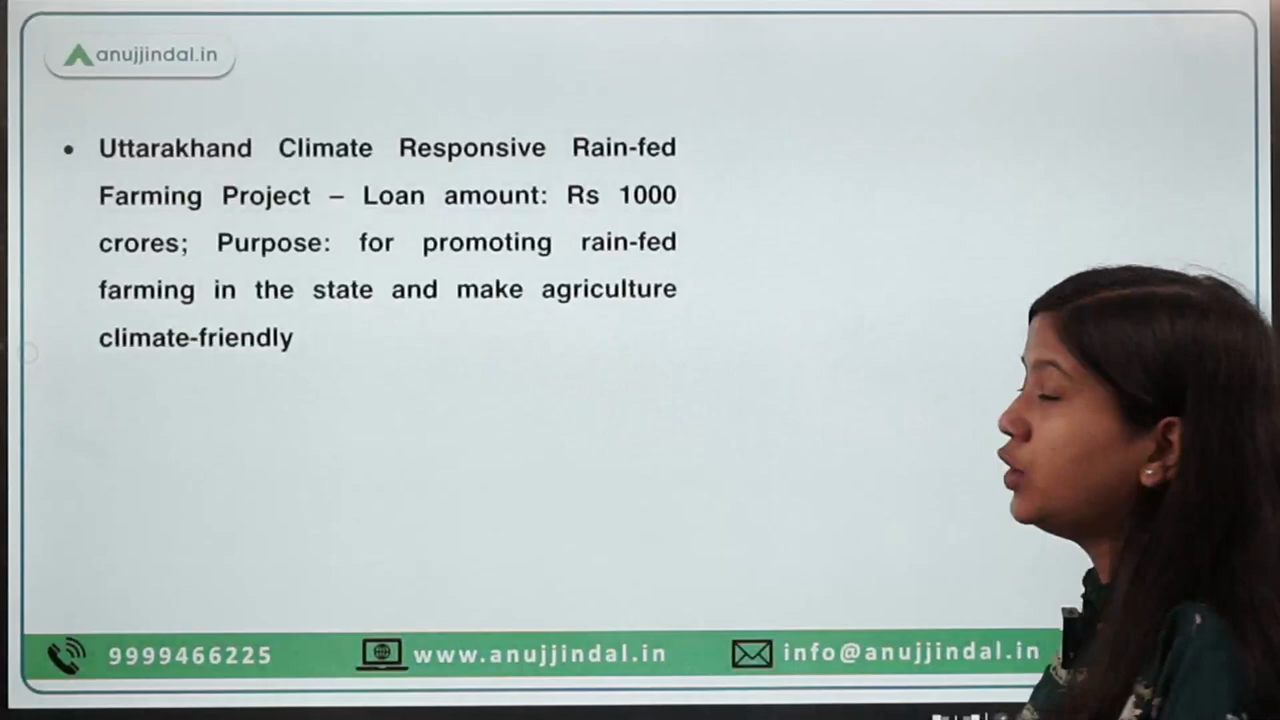 anujjindal.in
• Uttarakhand Climate Responsive Rain-fed
Farming Project – Loan amount: Rs 1000
crores; Purpose: for promoting rain-fed
farming in the state and make agriculture
climate-friendly
9999466225 www.anujjindal.in info@anujjindal.in